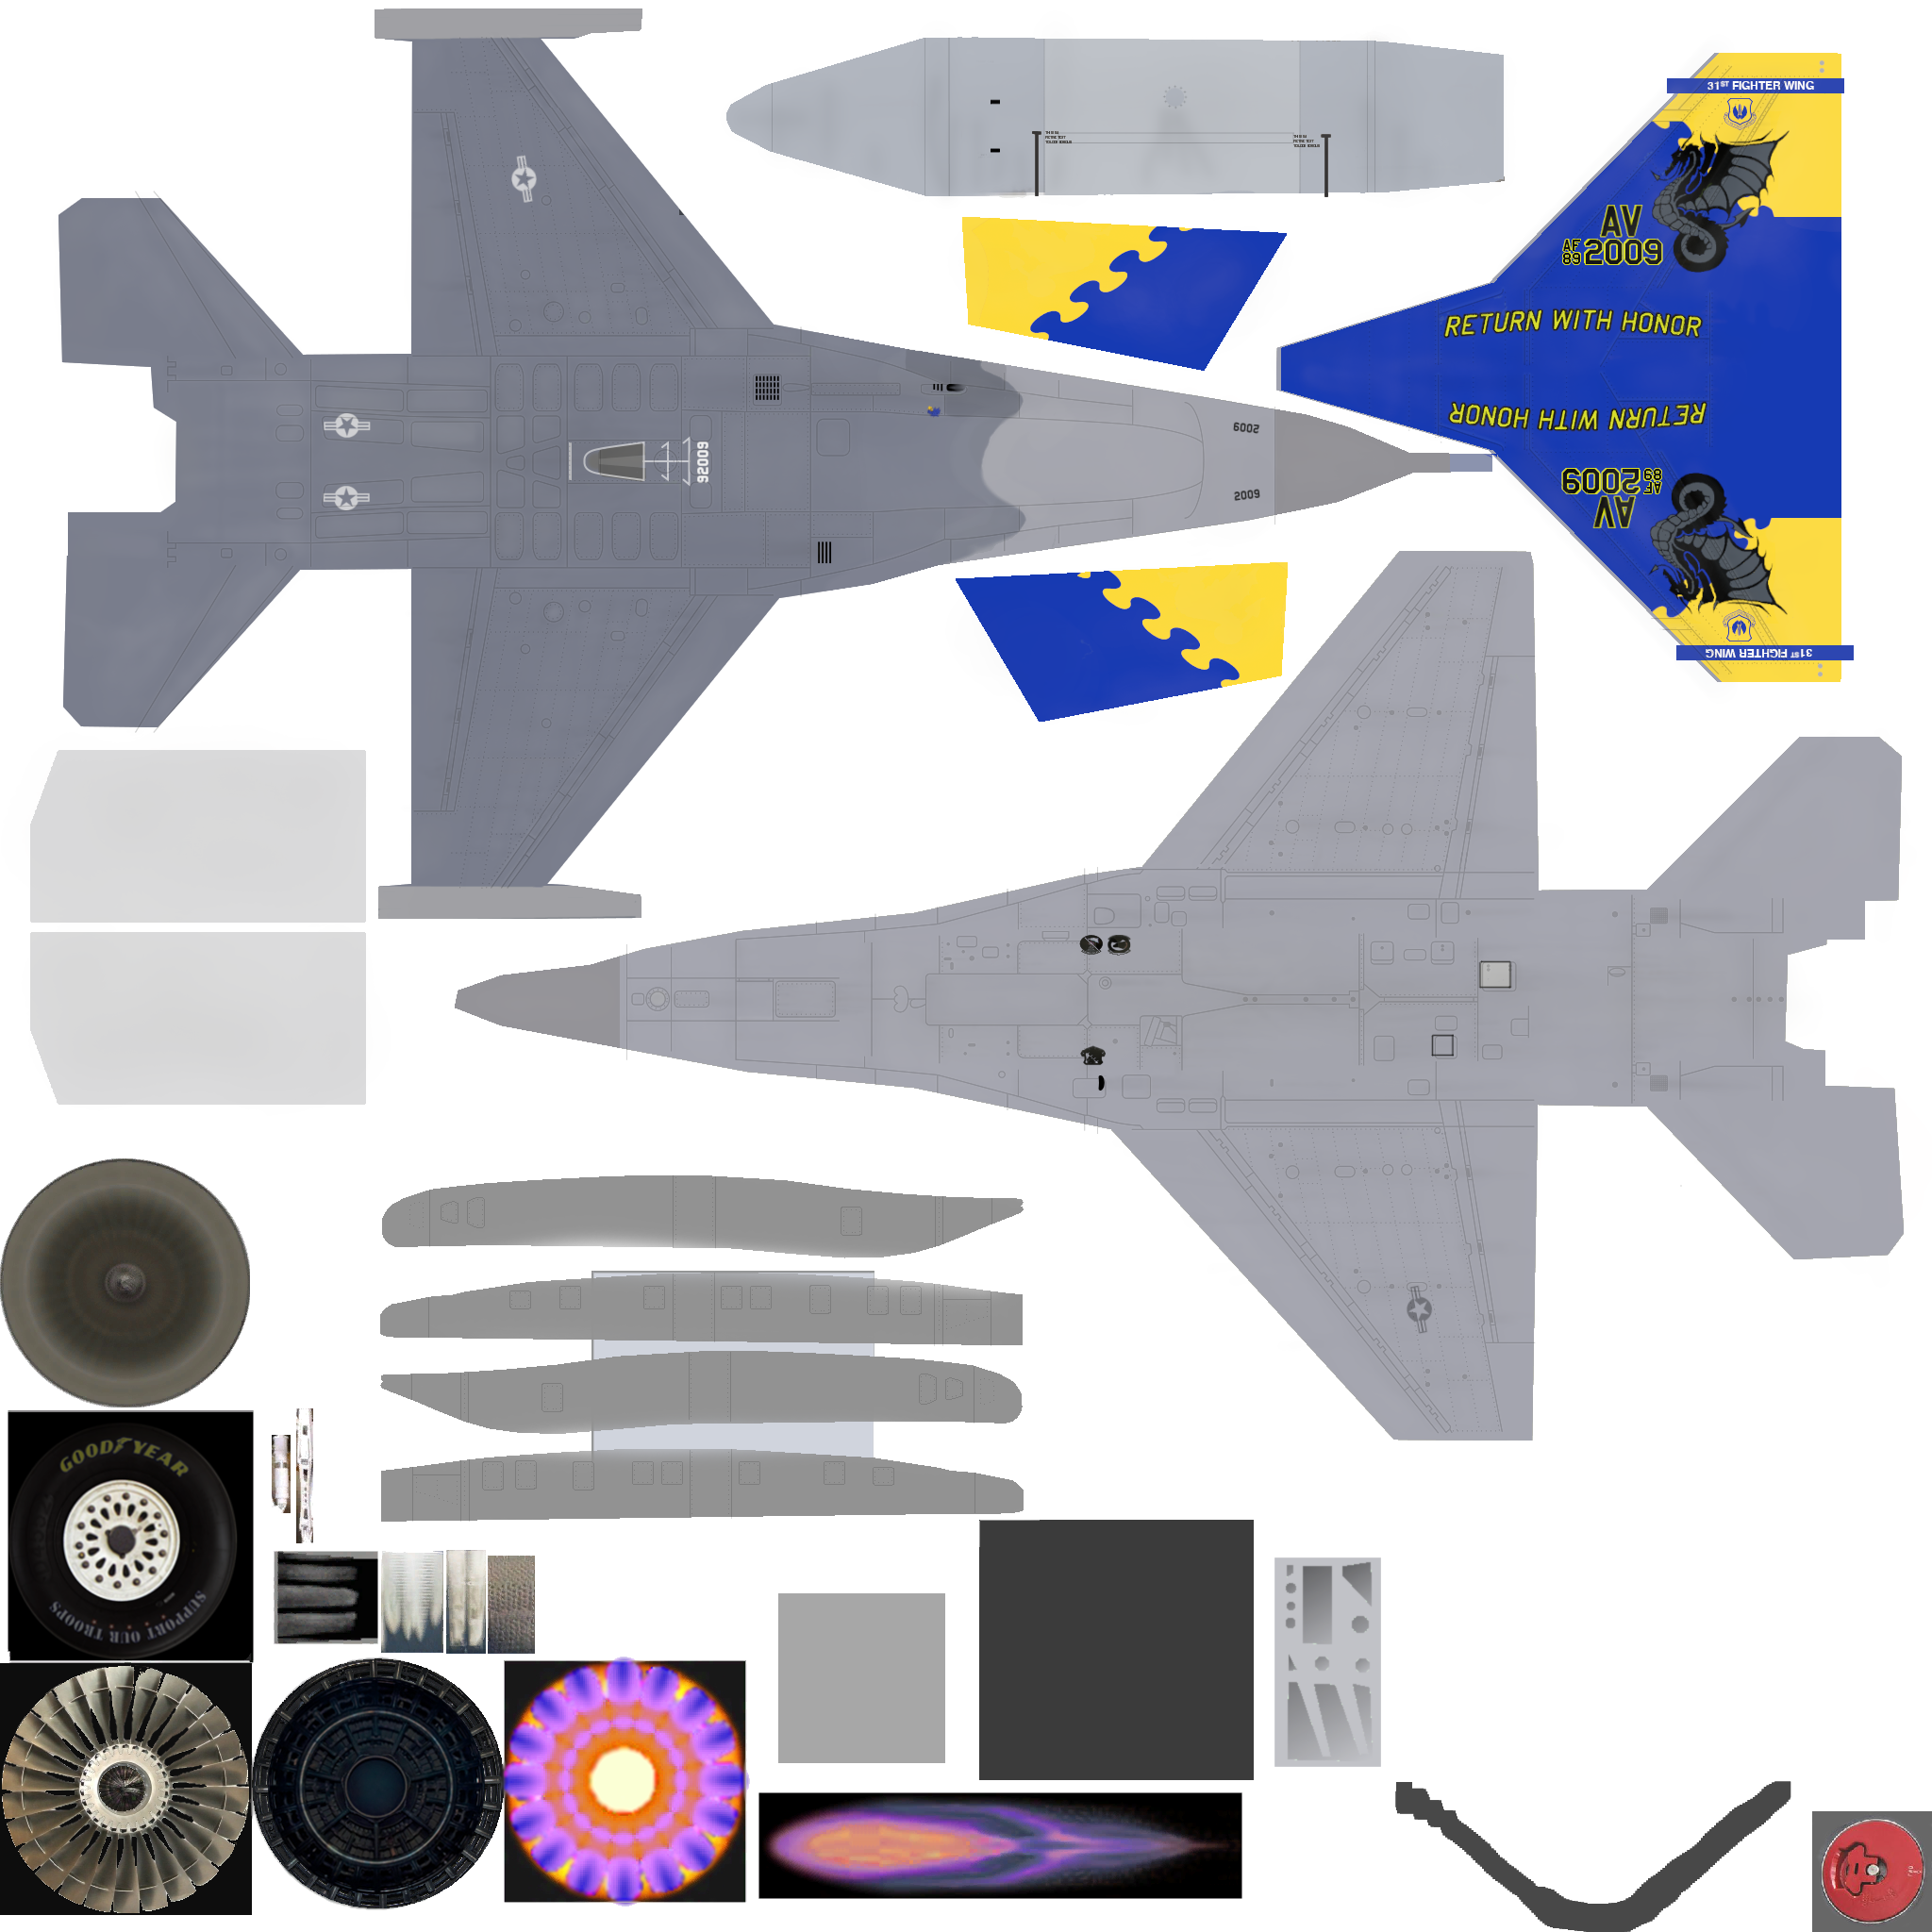 31ST FIGHTER WING
AV
AF
89 2009
RETURN WITH HONOR
RETURN WITH HONOR
AF
89 2009
AV
31ST FIGHTER WING
92009
2009
2009
GOODYEAR
SUPPORT OUR TROOPS